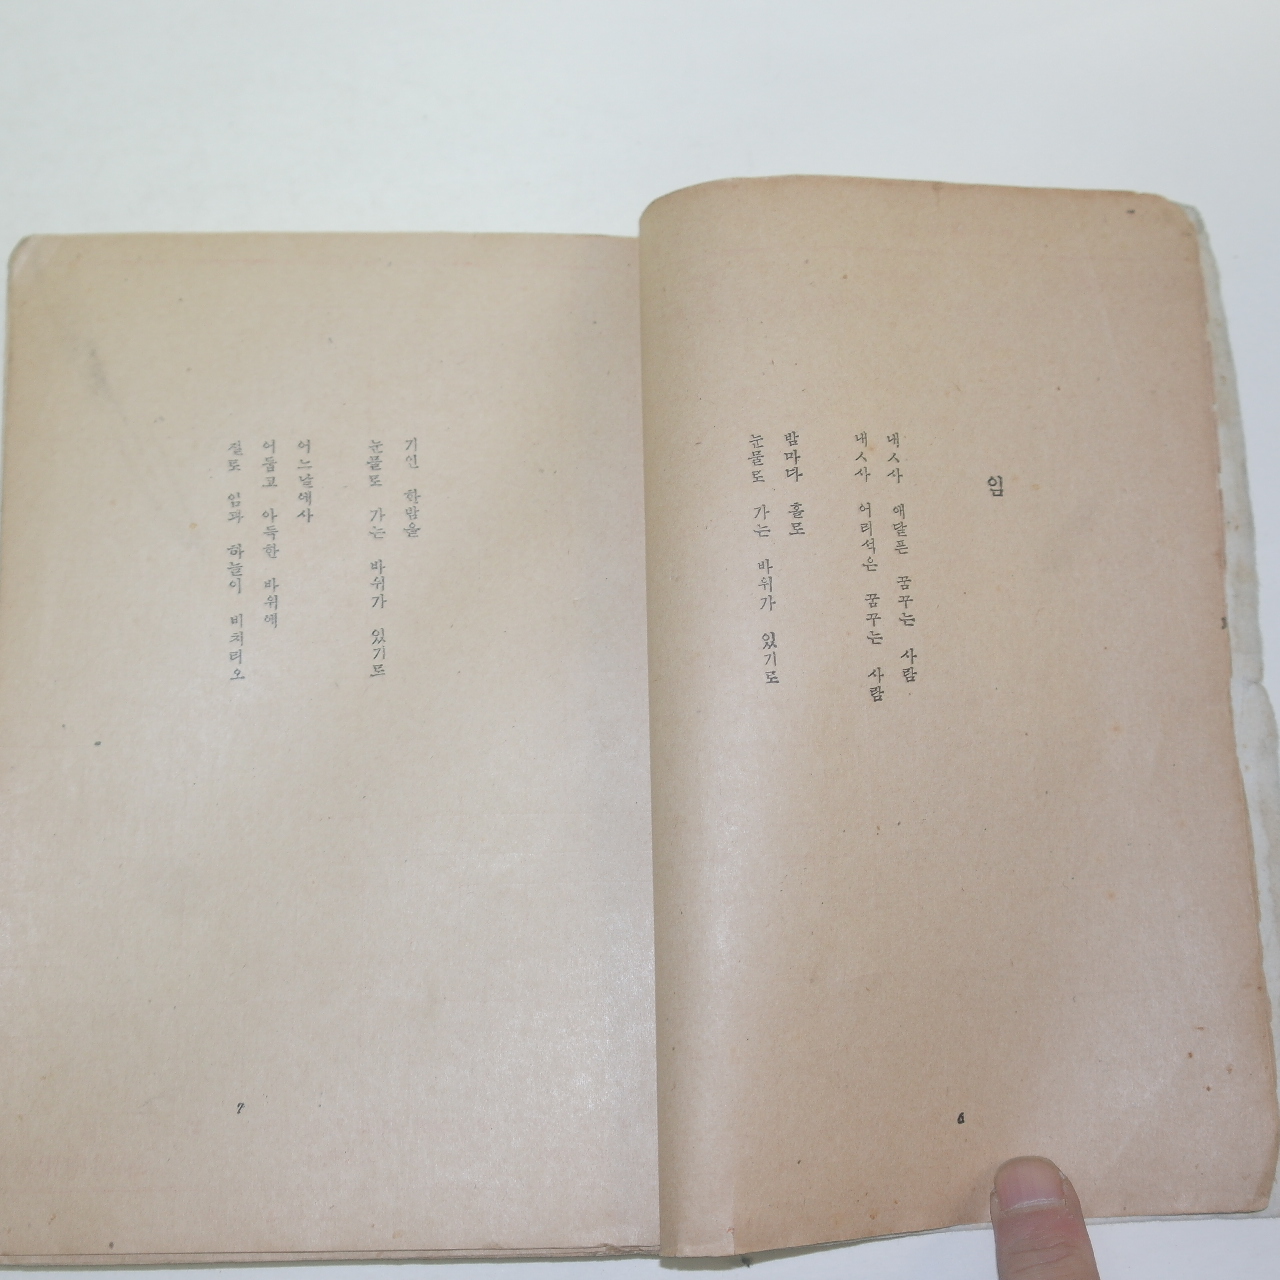 임
내ㅅ사 애달픈 꿈꾸는 사람
내ㅅ사 어리석은 꿈꾸는 사람
밤마다 홀로
눈물로 가는 바위가 있기로
6
기인 한밤을
눈물로 가는 바위가 있기로
어느날에사
어둡고 아득한 바위에
절로 임과 하늘이 비치리오
7